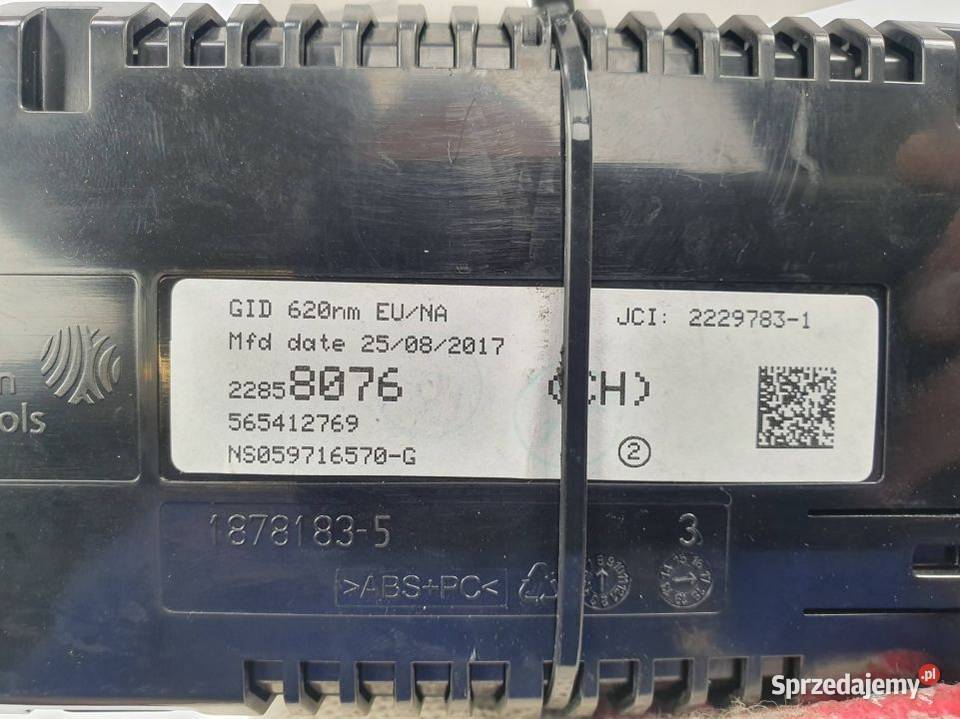 GID 620nm EU/NA
JCI: 2229783-1
Mfd date 25/08/2017
22858076
CH)
565412769
NS059716570-G
2
ols
1878183-5
3
>ABS+PC<
Sprzedajemy.pl